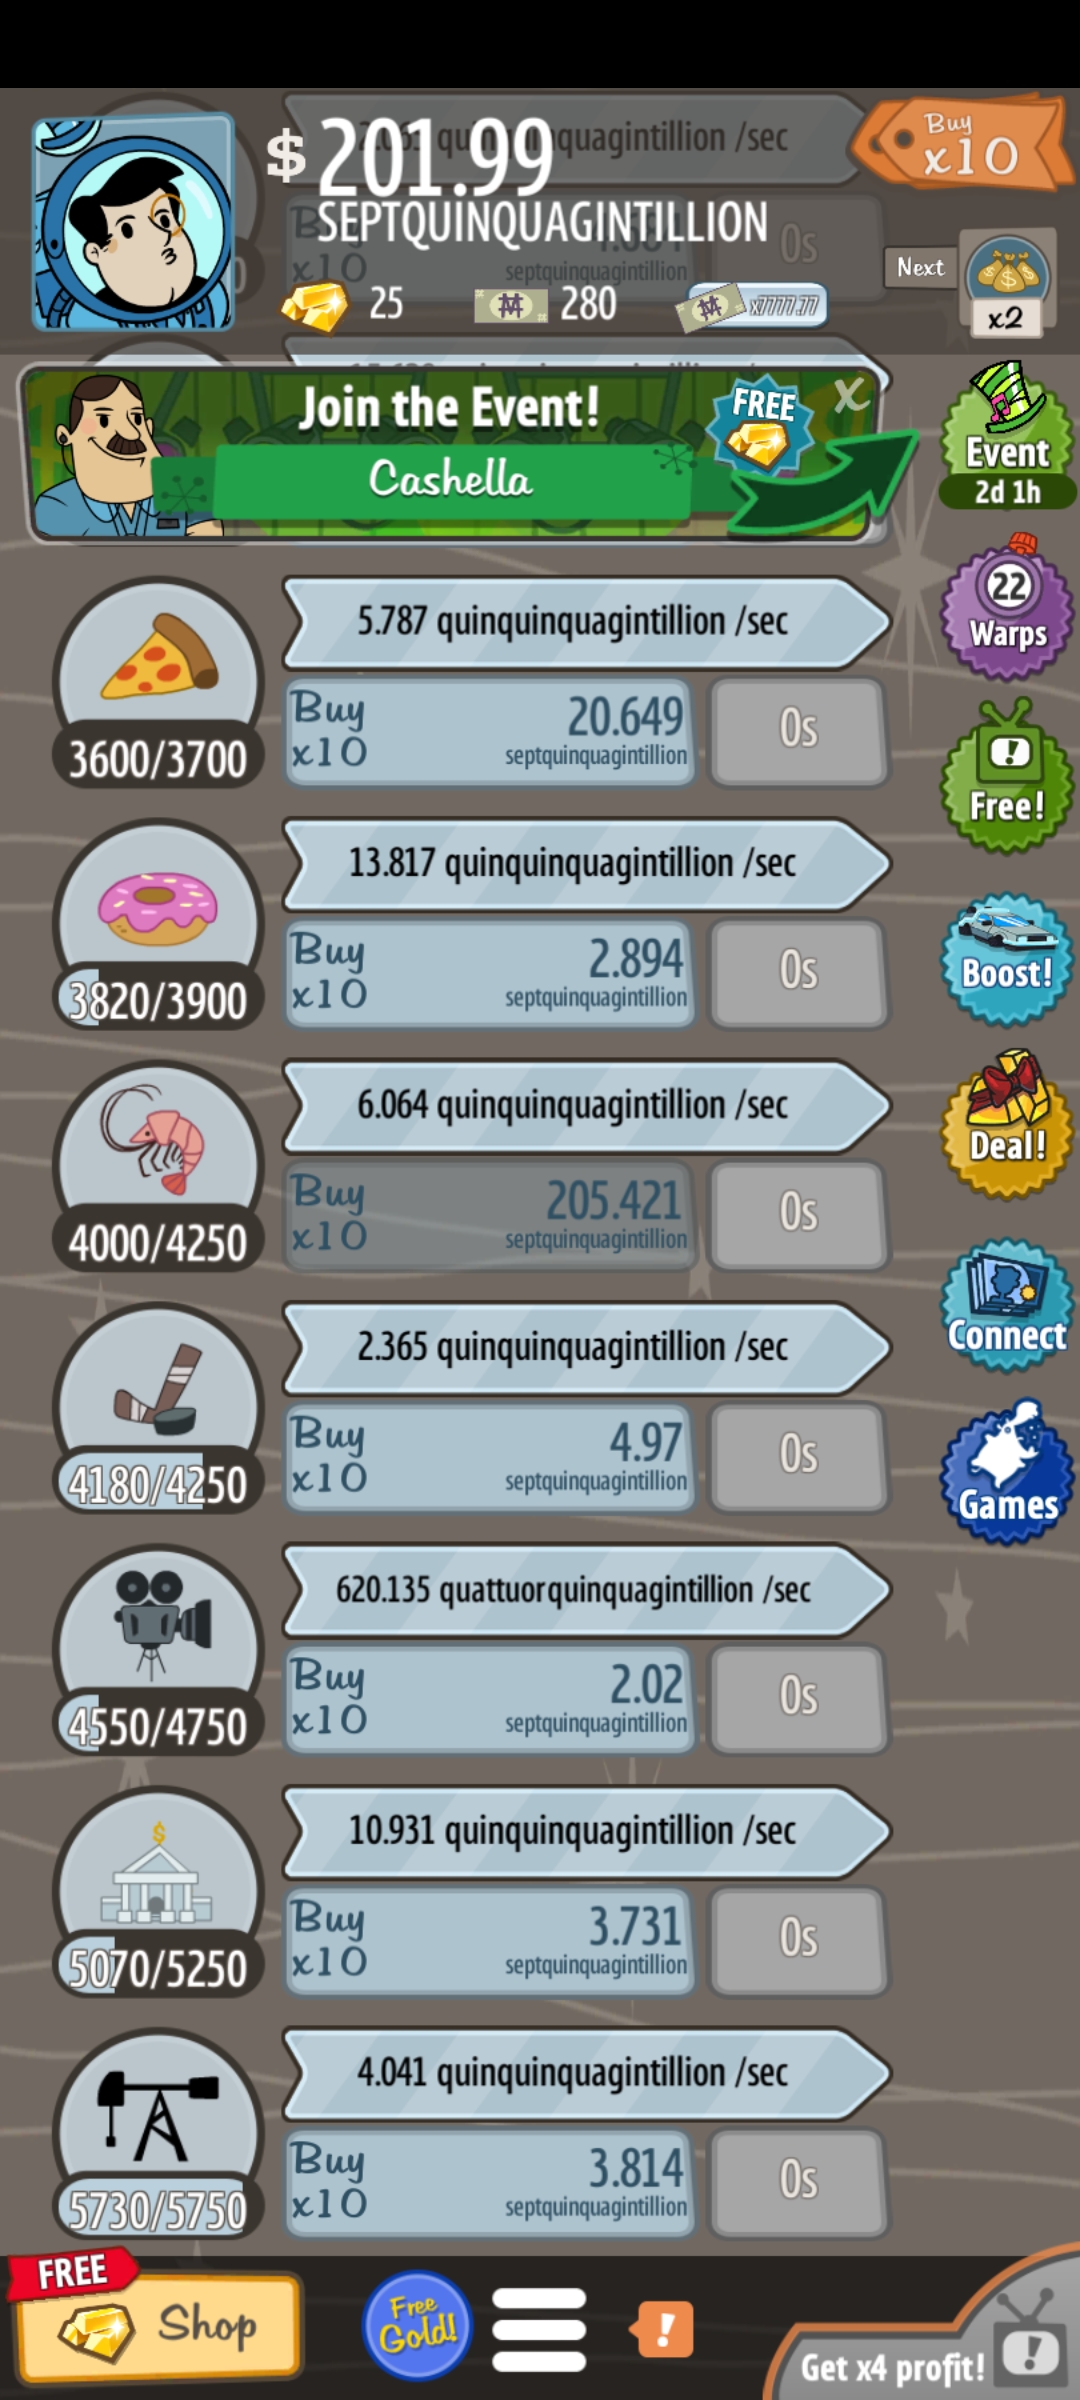 $ 201.99
SEPTQUINQUAGINTILLION
Buy
x10
25
280
x7777.77
Next
x2
Join the Event!
FREE
X
Cashella
Event
2d 1h
5.787 quinquinquagintillion /sec
Buy
x10
20.649
septquinquagintillion
0s
3600/3700
22
Warps
Free!
13.817 quinquinquagintillion /sec
Buy
x10
2.894
septquinquagintillion
0s
3820/3900
Boost!
6.064 quinquinquagintillion /sec
Buy
x10
205.421
septquinquagintillion
0s
4000/4250
Deal!
2.365 quinquinquagintillion /sec
Buy
x10
4.97
septquinquagintillion
0s
4180/4250
Connect
Games
620.135 quattuorquinquagintillion /sec
Buy
x10
2.02
septquinquagintillion
0s
4550/4750
10.931 quinquinquagintillion /sec
Buy
x10
3.731
septquinquagintillion
0s
5070/5250
4.041 quinquinquagintillion /sec
Buy
x10
3.814
septquinquagintillion
0s
5730/5750
FREE
Shop
Free
Gold!
!
Get x4 profit!